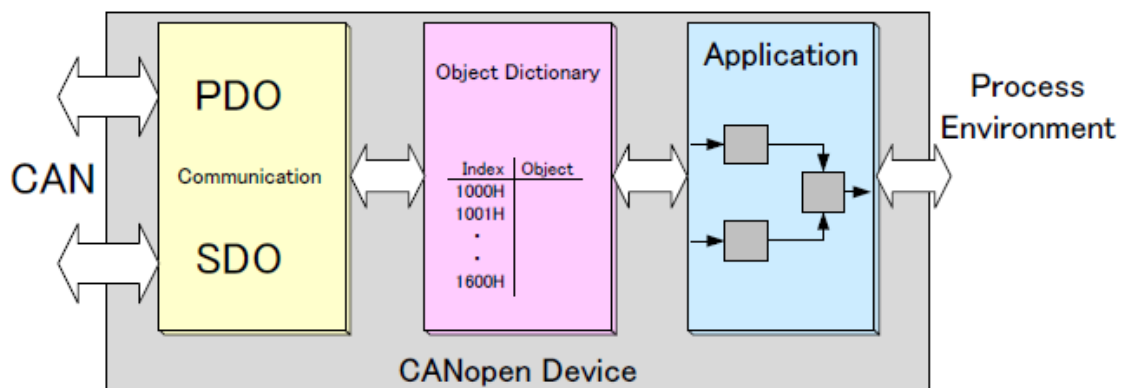 CAN
PDO
Communication
SDO
Object Dictionary
Index Object
1000H
1001H
.
.
1600H
Application
Process
Environment
CANopen Device